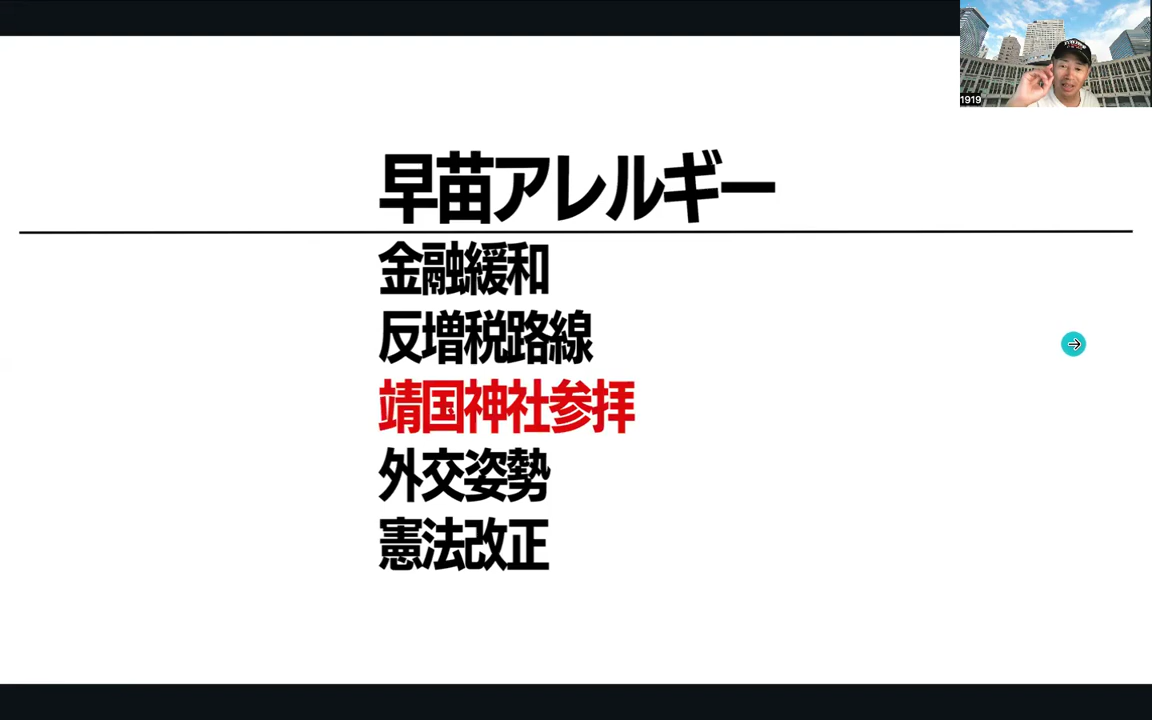 1919
早苗アレルギー
金融緩和
反増税路線
靖国神社参拝
外交姿勢
憲法改正